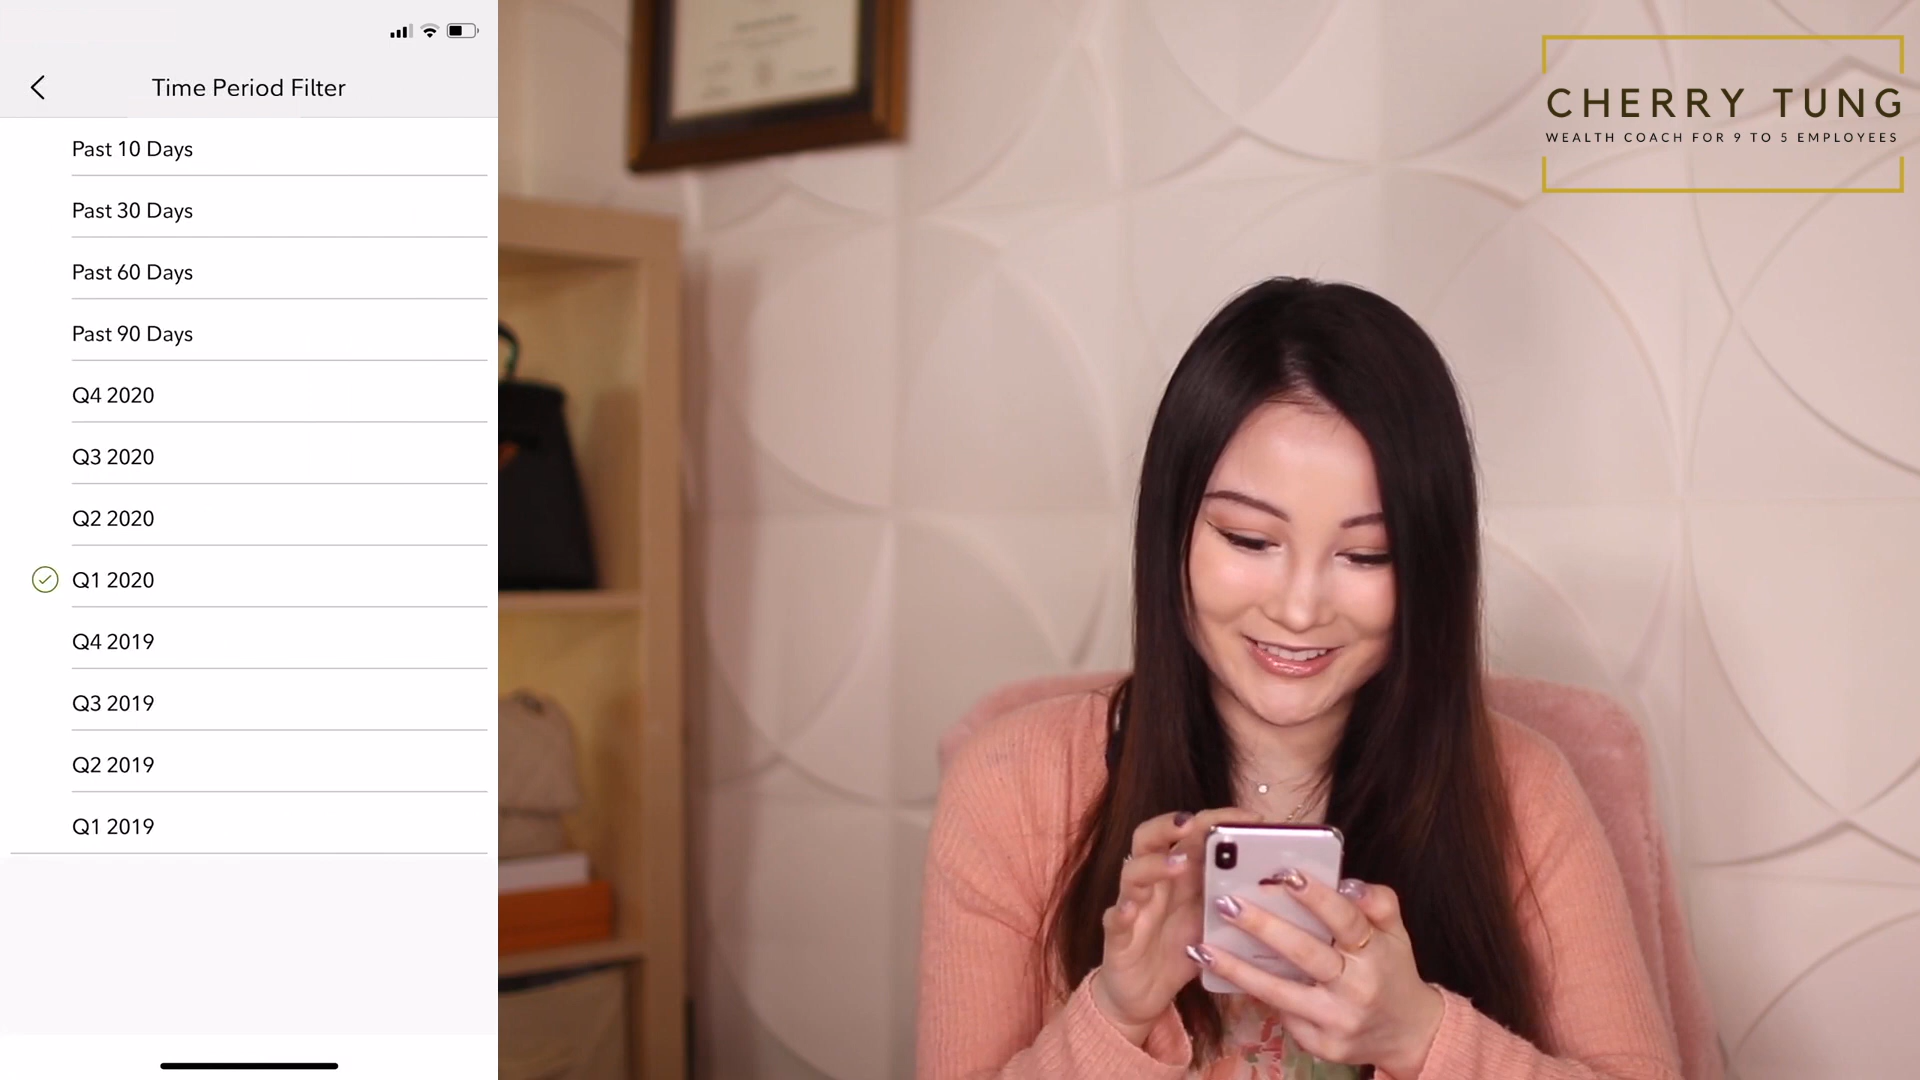 Time Period Filter
Past 10 Days
Past 30 Days
Past 60 Days
Past 90 Days
Q4 2020
Q3 2020
Q2 2020
Q1 2020
Q4 2019
Q3 2019
Q2 2019
Q1 2019
CHERRY TUNG
WEALTH COACH FOR 9 TO 5 EMPLOYEES